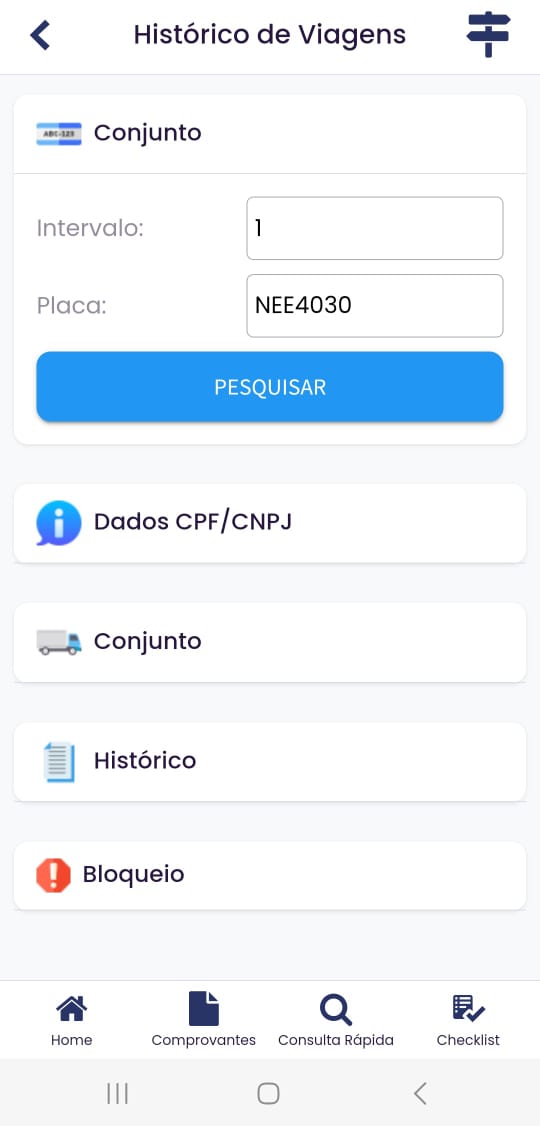 Histórico de Viagens
ABC-123 Conjunto
Intervalo: 1
Placa: NEE4030
PESQUISAR
Dados CPF/CNPJ
Conjunto
Histórico
Bloqueio
Home Comprovantes Consulta Rápida Checklist